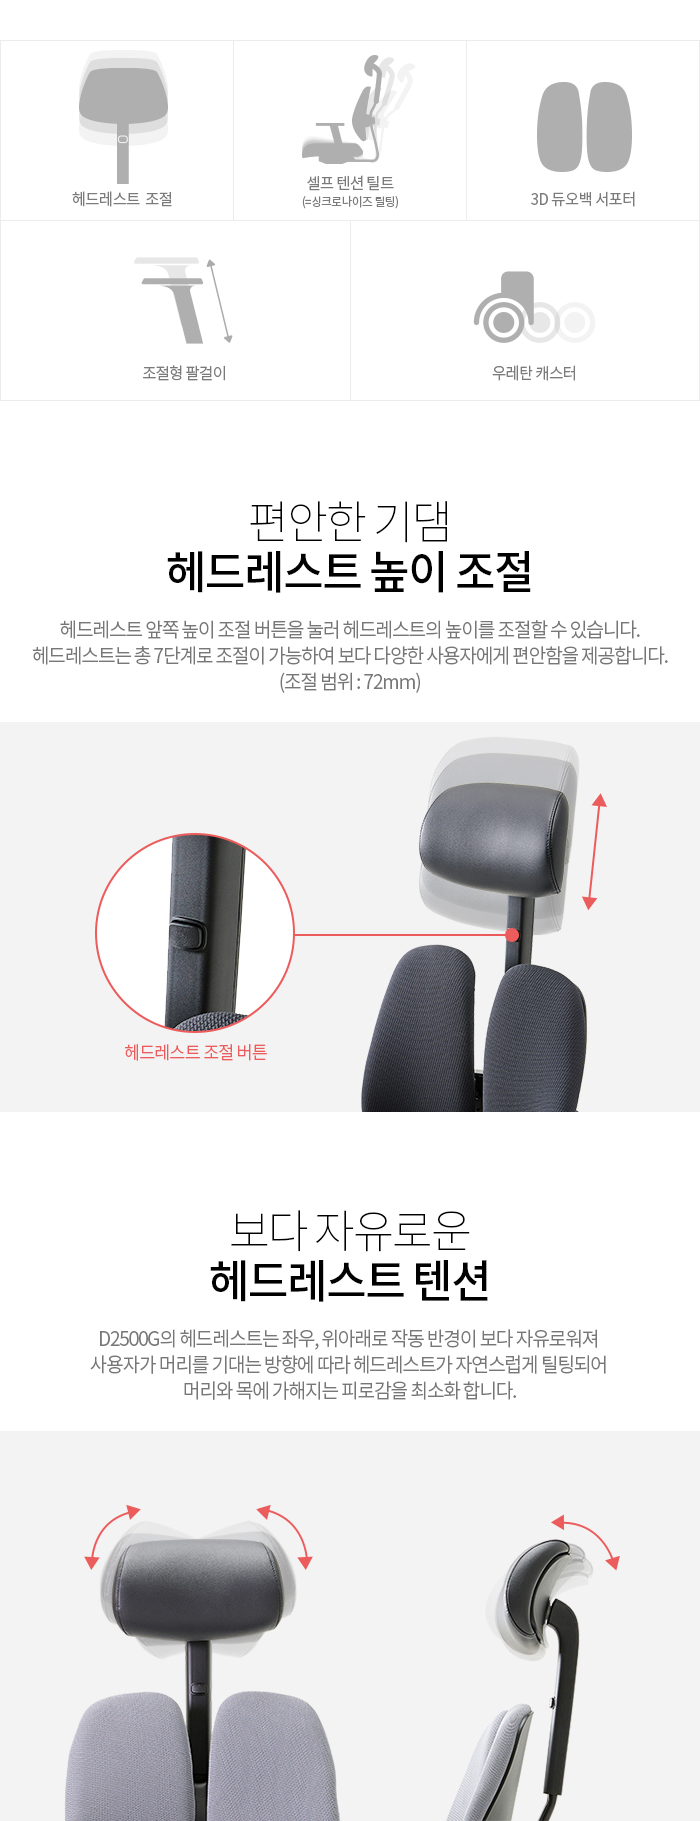 헤드레스트 조절
셀프 텐션 틸트
(=싱크로나이즈 틸팅)
3D 듀오백 서포터
조절형 팔걸이
우레탄 캐스터
편안한 기댐
헤드레스트 높이 조절
헤드레스트 앞쪽 높이 조절 버튼을 눌러 헤드레스트의 높이를 조절할 수 있습니다.
헤드레스트는 총 7단계로 조절이 가능하여 보다 다양한 사용자에게 편안함을 제공합니다.
(조절 범위 : 72mm)
헤드레스트 조절 버튼
보다 자유로운
헤드레스트 텐션
D2500G의 헤드레스트는 좌우, 위아래로 작동 반경이 보다 자유로워져
사용자가 머리를 기대는 방향에 따라 헤드레스트가 자연스럽게 틸팅되어
머리와 목에 가해지는 피로감을 최소화 합니다.